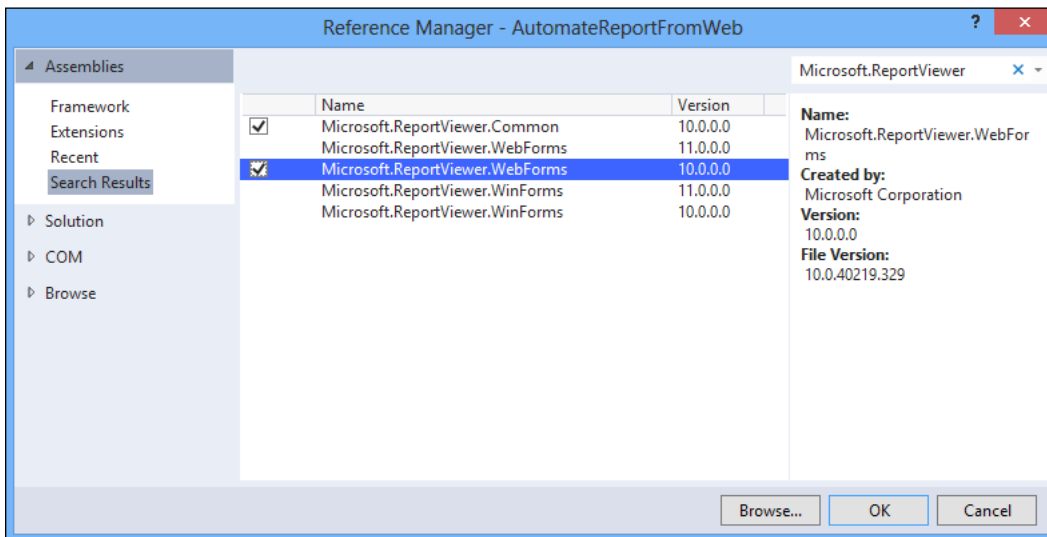 Reference Manager - AutomateReportFromWeb
?
Assemblies
Microsoft.ReportViewer
Framework
Extensions
Recent
Search Results
Solution
COM
Browse
Name Version
Microsoft.ReportViewer.Common 10.0.0.0
Microsoft.ReportViewer.WebForms 11.0.0.0
Microsoft.ReportViewer.WebForms 10.0.0.0
Microsoft.ReportViewer.WinForms 11.0.0.0
Microsoft.ReportViewer.WinForms 10.0.0.0
Name:
Microsoft.ReportViewer.WebFor
ms
Created by:
Microsoft Corporation
Version:
10.0.0.0
File Version:
10.0.40219.329
Browse... OK Cancel